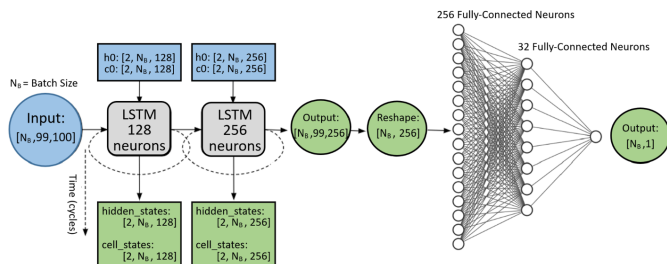 256 Fully-Connected Neurons
32 Fully-Connected Neurons
h0: [2, N_B, 128]
c0: [2, N_B, 128]
h0: [2, N_B, 256]
c0: [2, N_B, 256]
N_B = Batch Size
Input:
[N_B,99,100]
LSTM
128
neurons
LSTM
256
neurons
Output:
[N_B,99,256]
Reshape:
[N_B, 256]
Output:
[N_B,1]
Time (cycles)
hidden_states:
[2, N_B, 128]
cell_states:
[2, N_B, 128]
hidden_states:
[2, N_B, 256]
cell_states:
[2, N_B, 256]